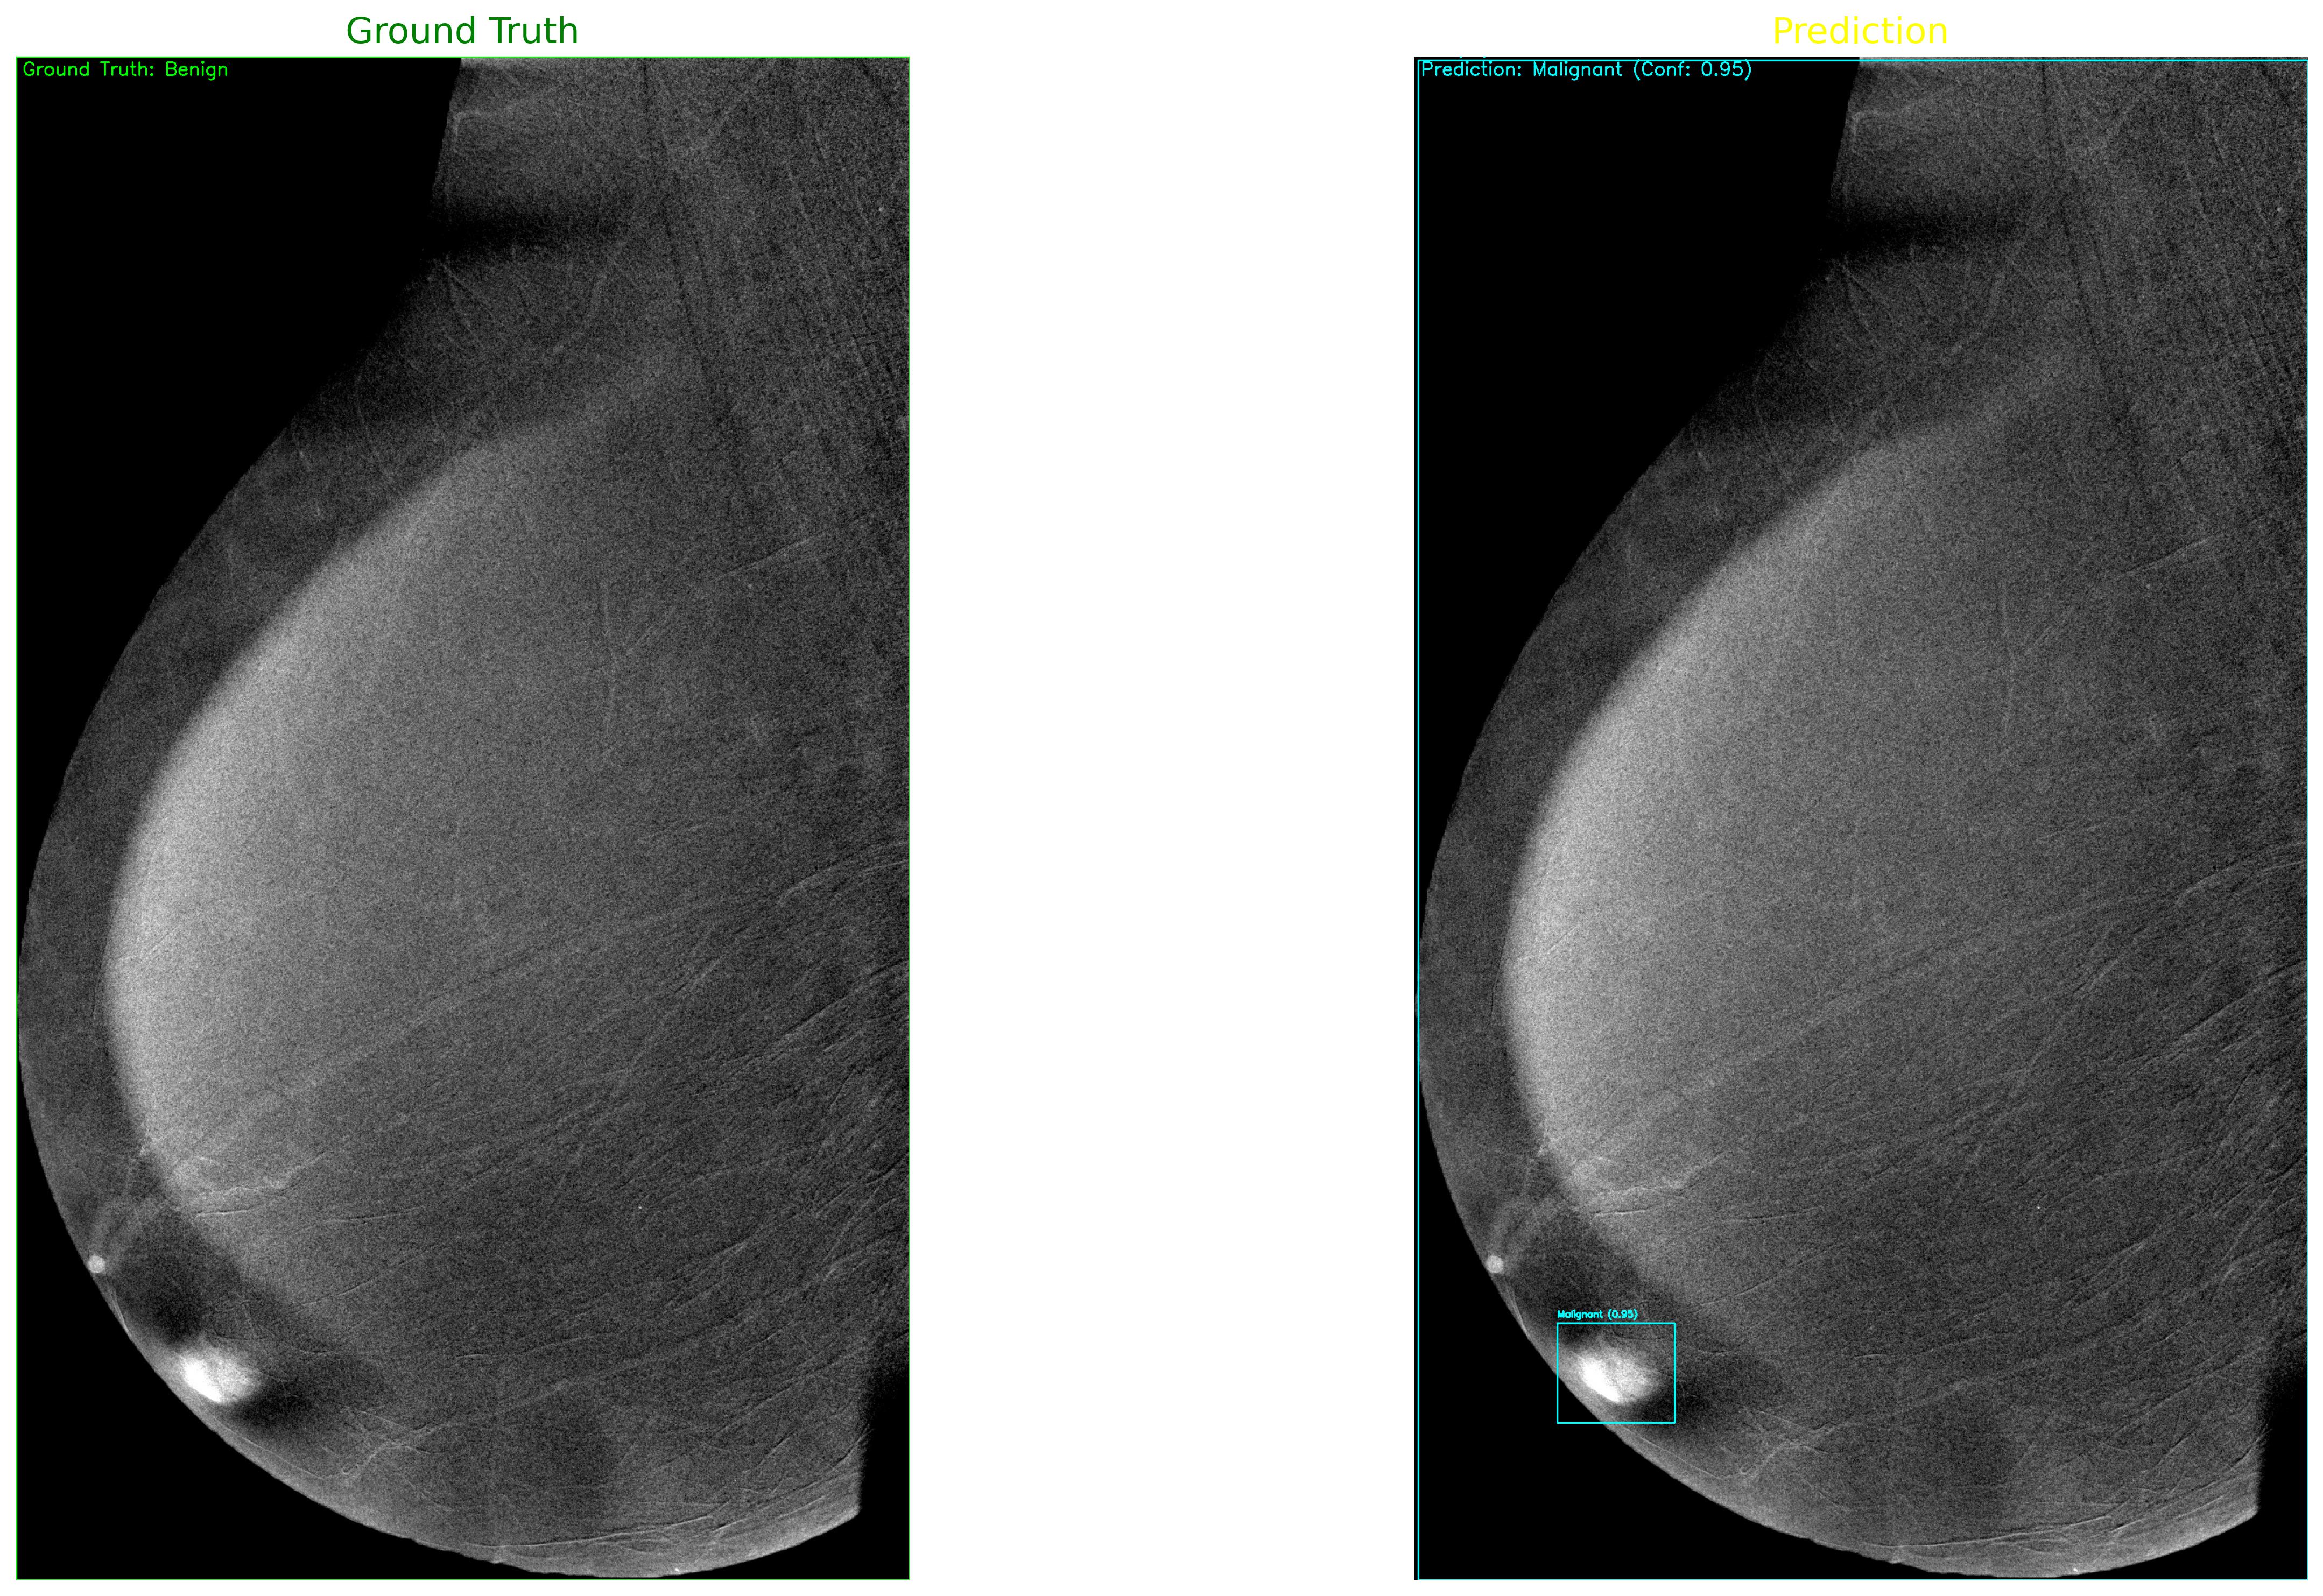 Ground Truth
Prediction
Ground Truth: Benign
Prediction: Malignant (Conf: 0.95)
Malignant (0.95)